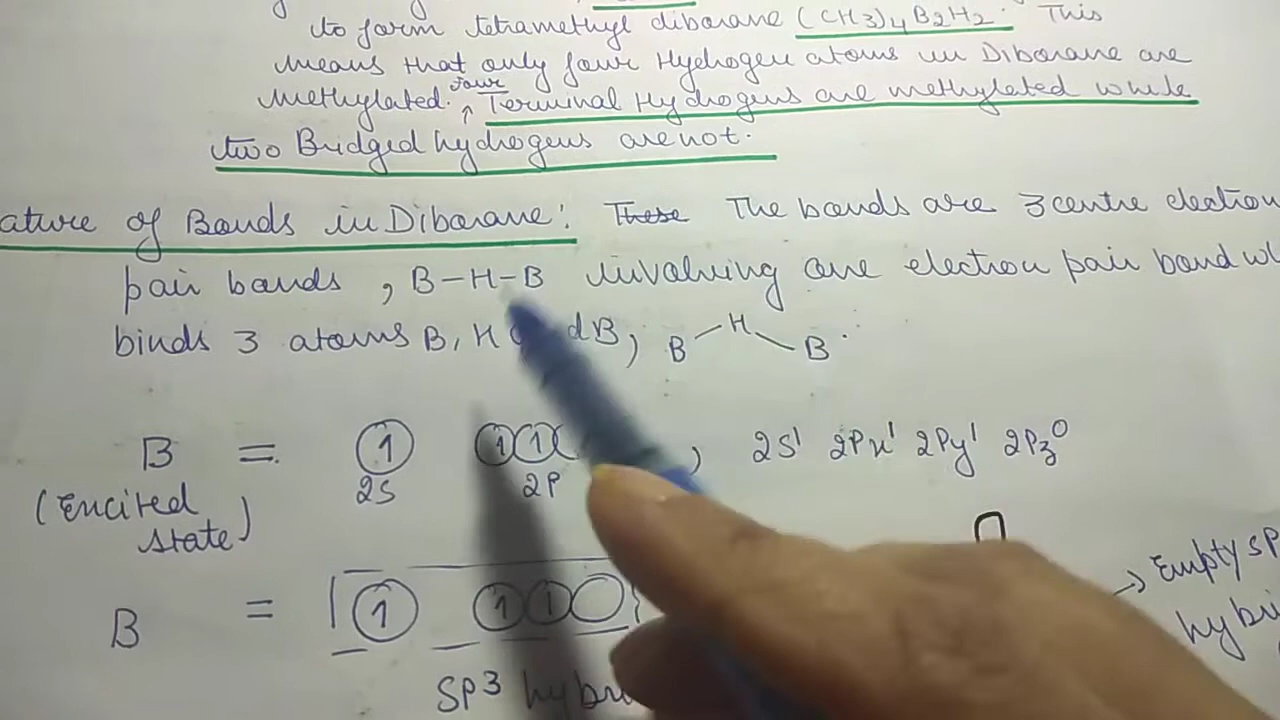 to form tetramethyl diborane (CH3)4 B2H2. This
means that only four Hydrogen atoms in Diborane are
Methylated. four Terminal Hydrogens are methylated while
two Bridged hydrogens are not.
ature of Bonds in Diborane: These The bonds are 3 centre electron
pair bonds, B-H-B involving one electron pair bond
binds 3 atoms B, H B; B H B.
B = 1 1 1 , 2S¹ 2Px¹ 2Py¹ 2Pz⁰
2S 2P
(Excited state)
B = 1 1 1
SP³
→ Empty SP